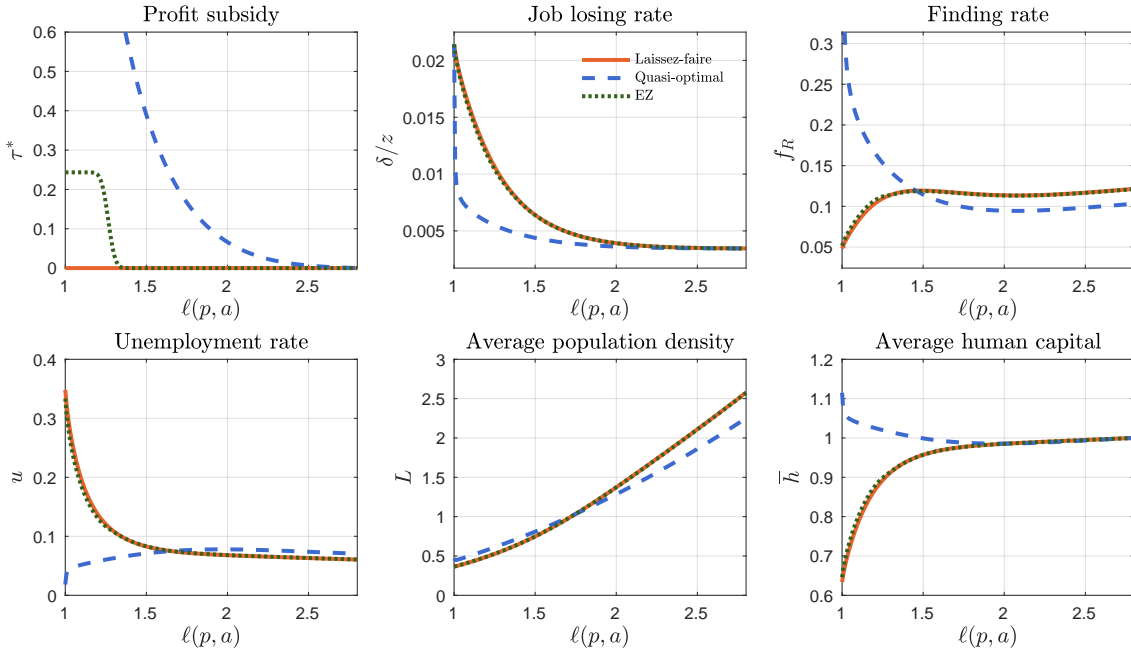 Profit subsidy
0.6
0.5
0.4
0.3
0.2
0.1
0
τ*
1 1.5 2 2.5
ℓ(p, a)
Job losing rate
0.02
0.015
0.01
0.005
δ/z
Laissez-faire
Quasi-optimal
EZ
1 1.5 2 2.5
ℓ(p, a)
Finding rate
0.3
0.25
0.2
0.15
0.1
0.05
f_R
1 1.5 2 2.5
ℓ(p, a)
Unemployment rate
0.4
0.3
0.2
0.1
0
u
1 1.5 2 2.5
ℓ(p, a)
Average population density
3
2.5
2
1.5
1
0.5
0
L
1 1.5 2 2.5
ℓ(p, a)
Average human capital
1.2
1.1
1
0.9
0.8
0.7
0.6
h̅
1 1.5 2 2.5
ℓ(p, a)